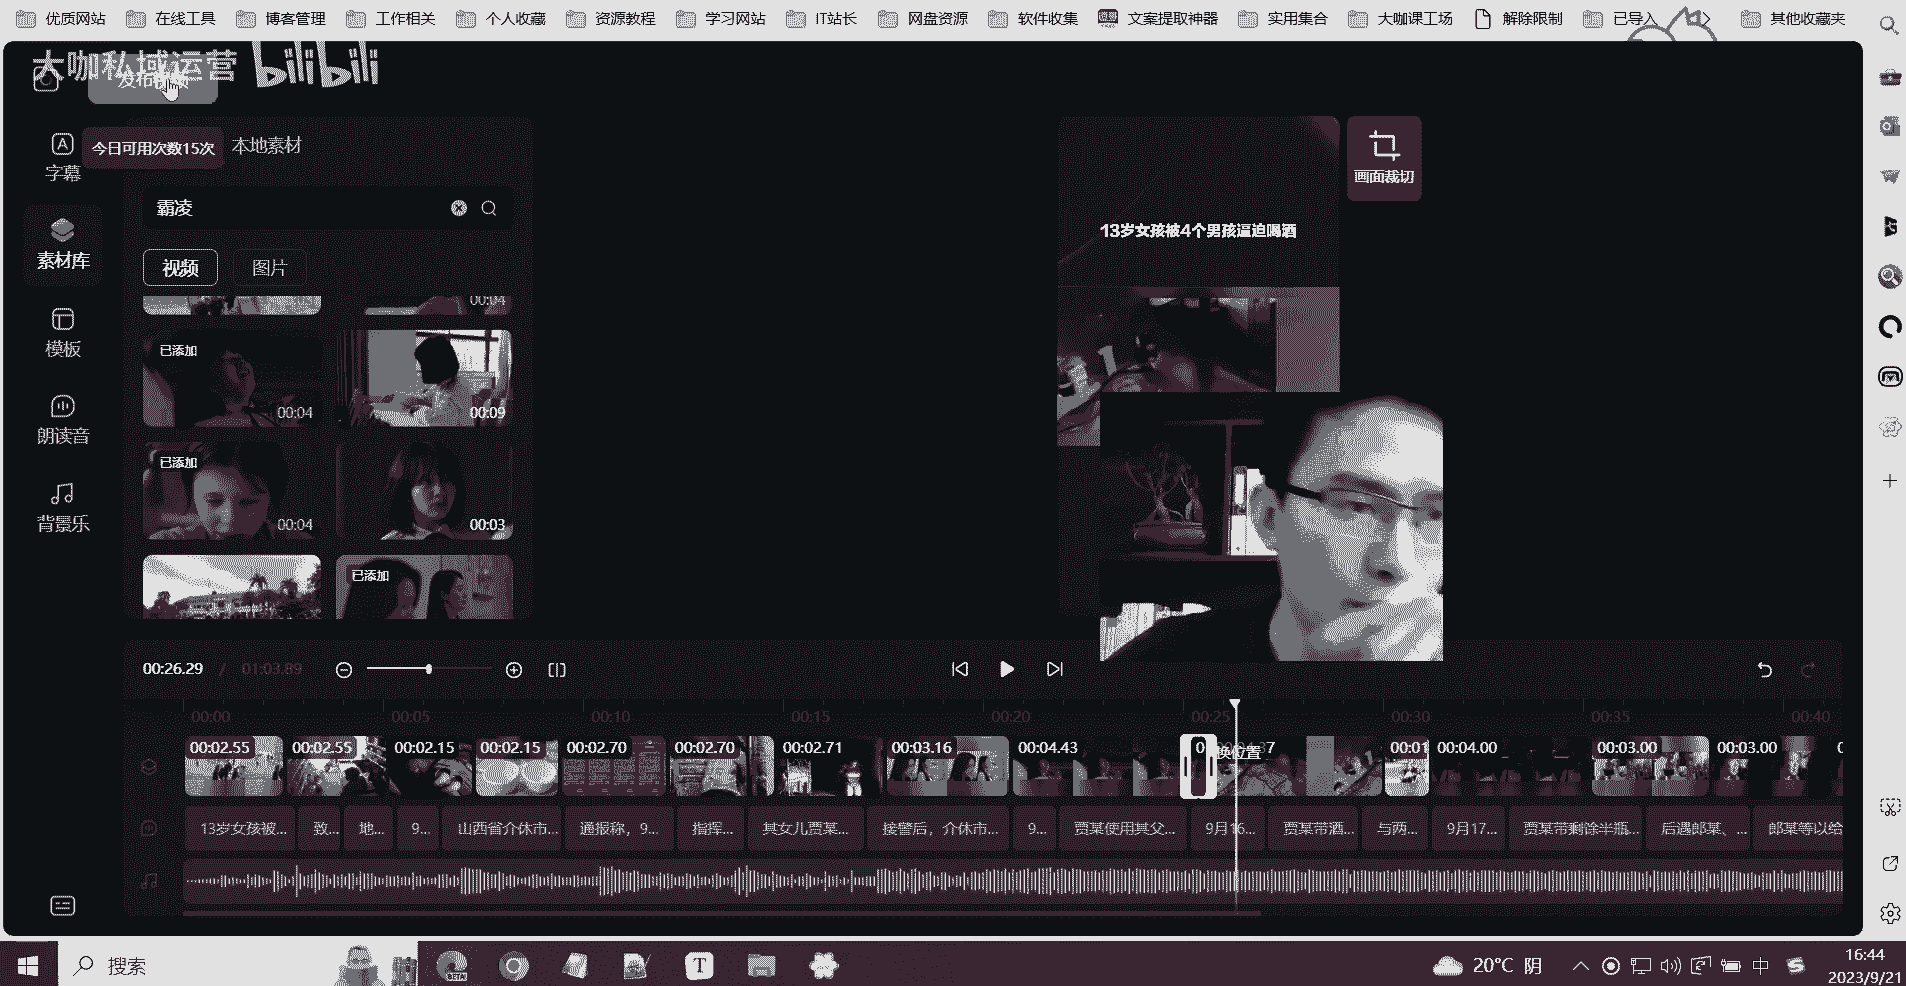 优质网站 在线工具 博客管理 工作相关 个人收藏 资源教程 学习网站 IT站长 网盘资源 软件收集 文案提取神器 实用集合 大咖课工场 解除限制 已导入 其他收藏夹
大咖私域运营 bilibili
发布视频
今日可用次数15次 本地素材
字幕
画面裁切
霸凌
13岁女孩被4个男孩逼迫喝酒
素材库
视频 图片
00:04
模板
已添加
00:04 00:09
朗读音
已添加
00:04 00:03
背景乐
已添加
00:26.29 / 01:03.89
00:00 00:05 00:10 00:15 00:20 00:25 00:30 00:35 00:40
00:02.55 00:02.55 00:02.15 00:02.15 00:02.70 00:02.70 00:02.71 00:03.16 00:04.43 换位置 00:01 00:04.00 00:03.00 00:03.00
13岁女孩被... 致... 地... 9... 山西省介休市... 通报称，9... 指挥... 其女儿贾某... 接警后，介休市... 9... 贾某使用其父... 9月16... 贾某带酒... 与两... 9月17... 贾某带剩余半瓶... 后遇郎某、... 郎某等以给
搜索
BETA
T
20°C 阴
中
16:44
2023/9/21